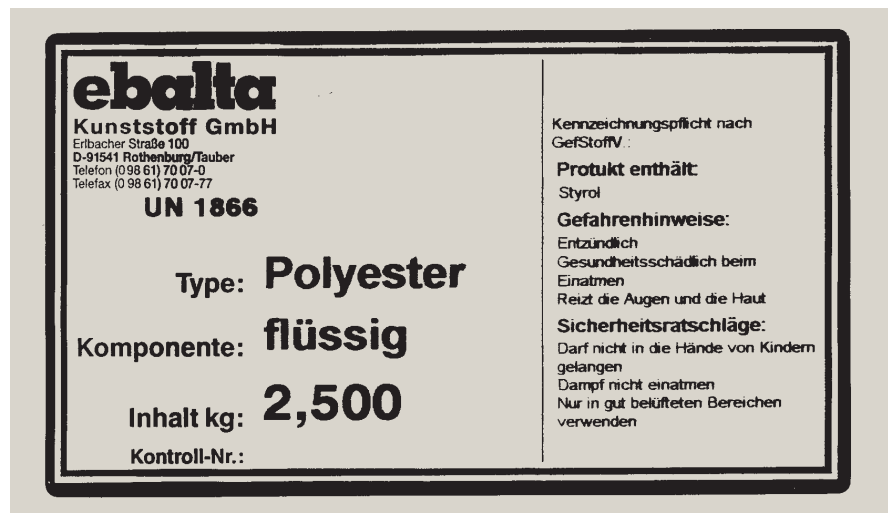 ebalta
Kunststoff GmbH
Erlbacher Straße 100
D-91541 Rothenburg/Tauber
Telefon (0 98 61) 70 07-0
Telefax (0 98 61) 70 07-77
UN 1866
Type: Polyester
Komponente: flüssig
Inhalt kg: 2,500
Kontroll-Nr.:
Kennzeichnungspflicht nach
GefStoffV.:
Protukt enthält:
Styrol
Gefahrenhinweise:
Entzündlich
Gesundheitsschädlich beim
Einatmen
Reizt die Augen und die Haut
Sicherheitsratschläge:
Darf nicht in die Hände von Kindern
gelangen
Dampf nicht einatmen
Nur in gut belüfteten Bereichen
verwenden